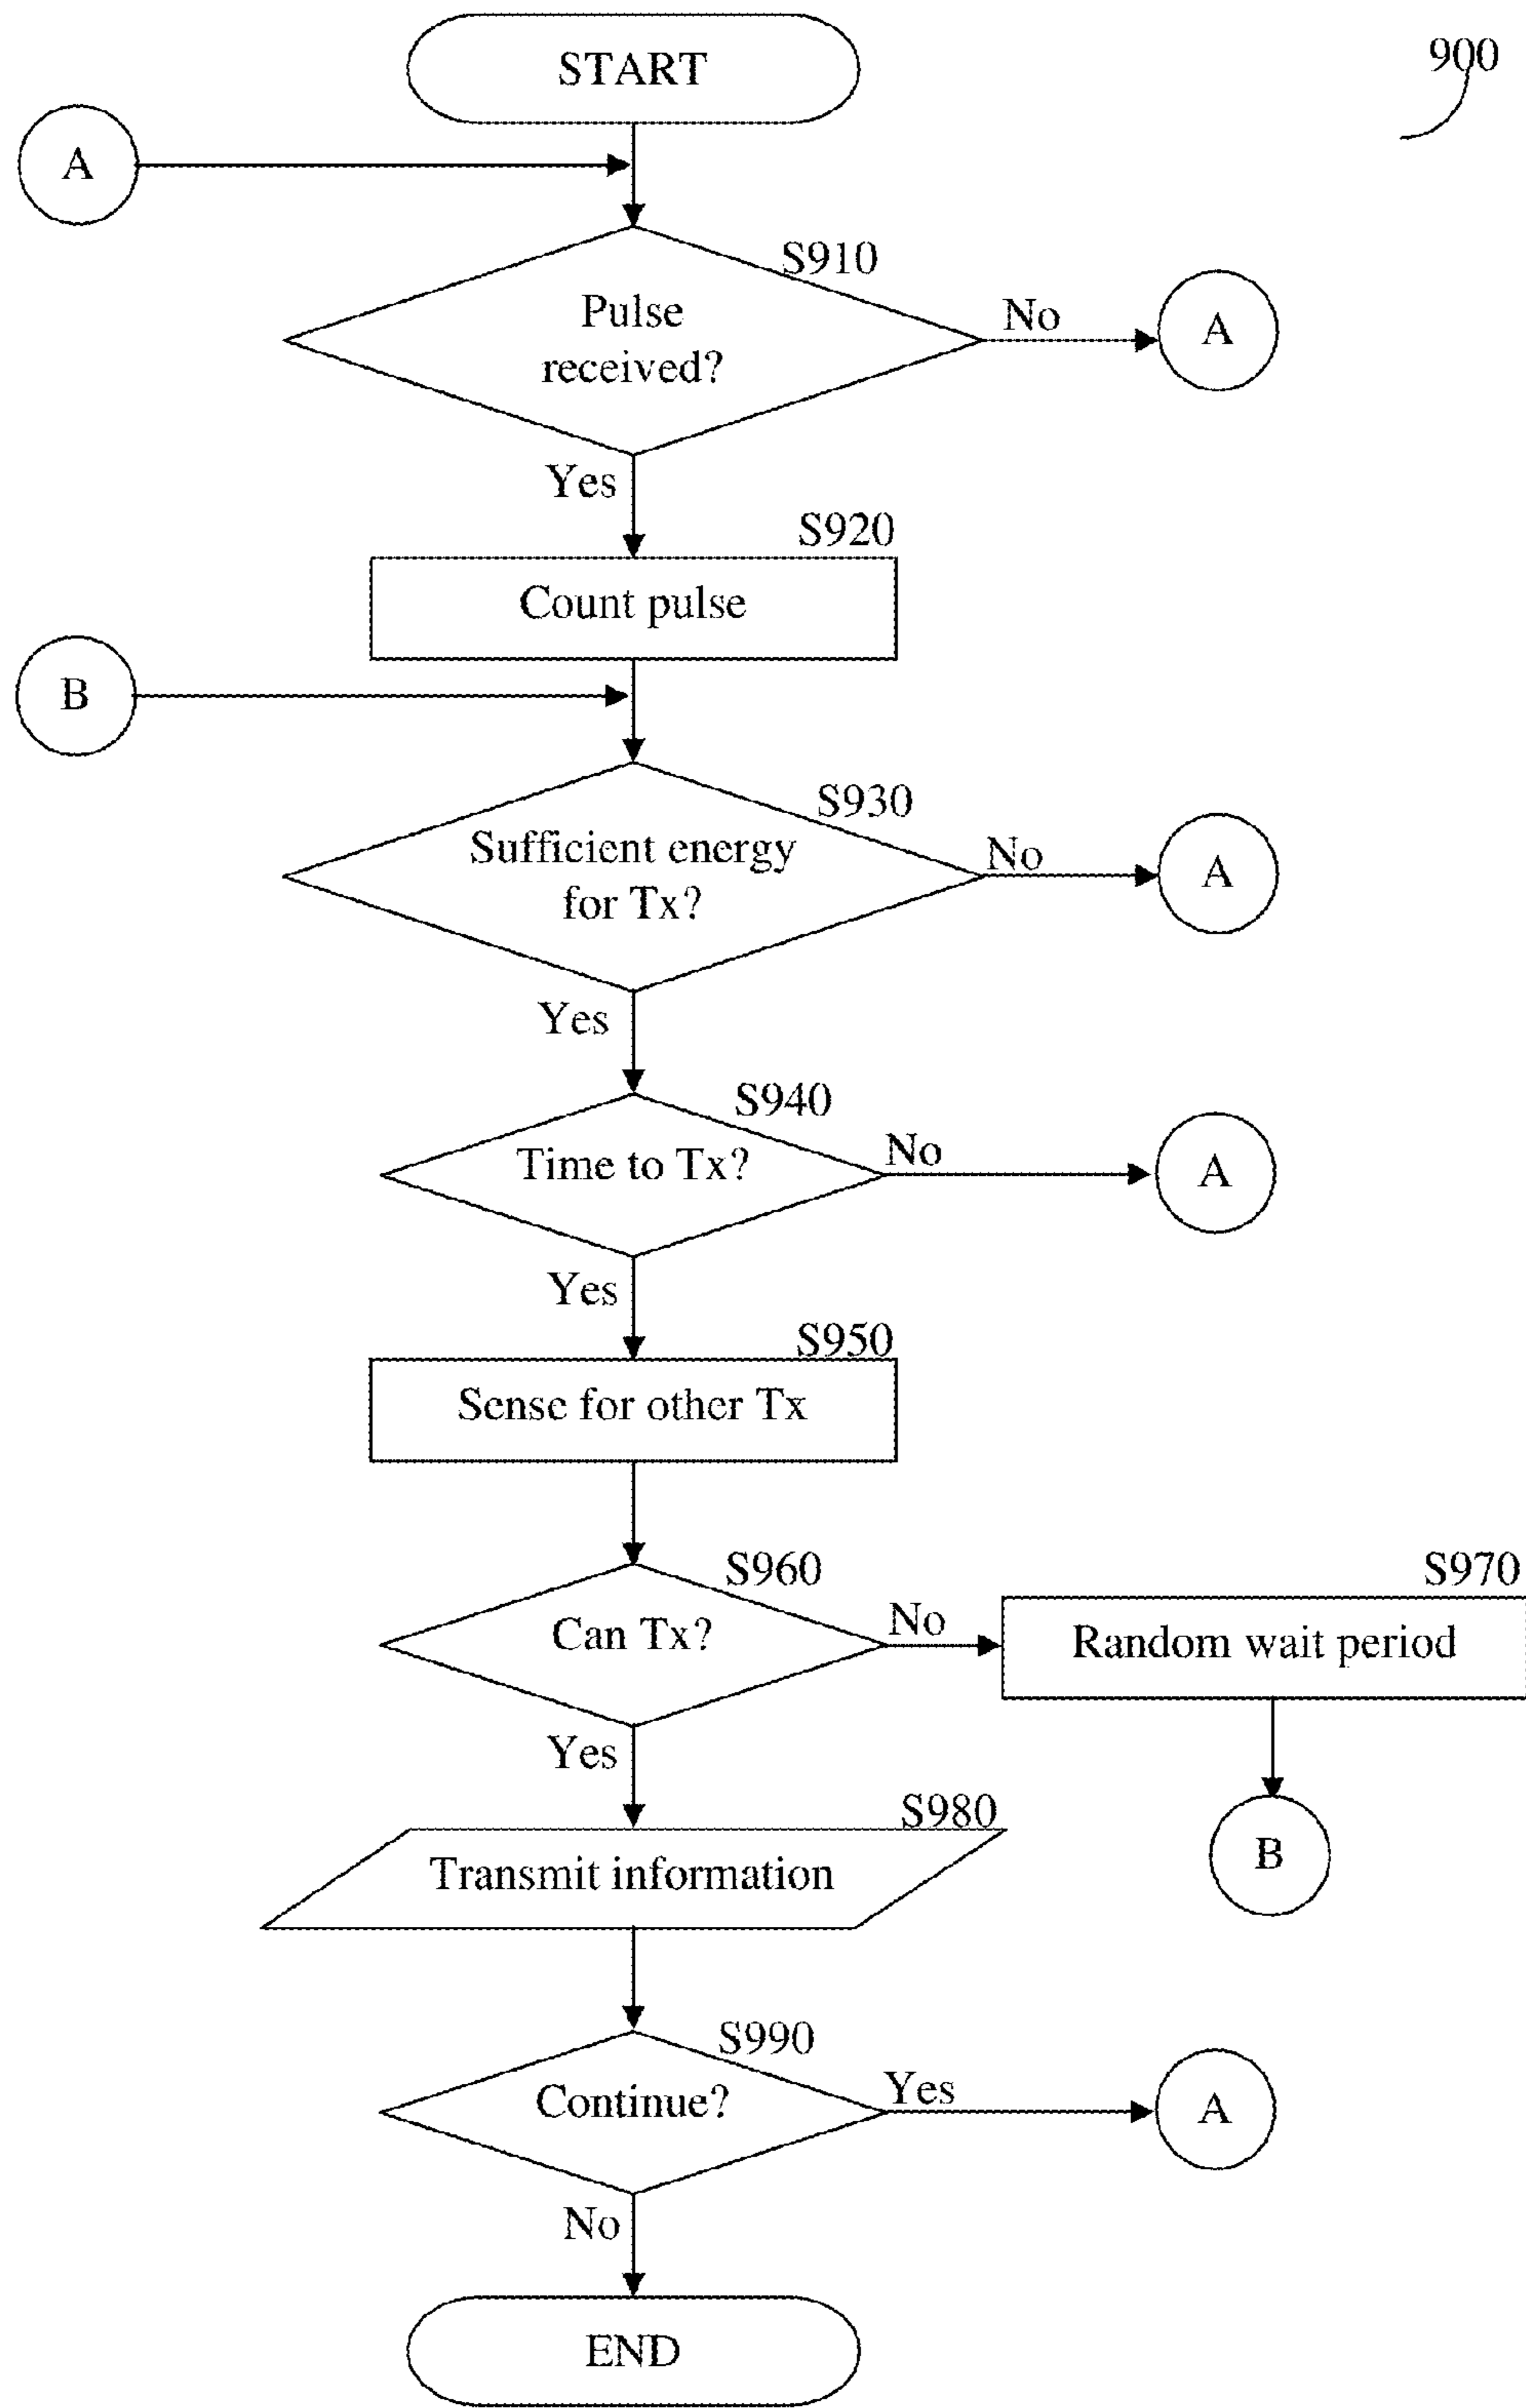 START
900
A
S910
Pulse
received?
No
A
Yes
S920
Count pulse
B
S930
Sufficient energy
for Tx?
No
A
Yes
S940
Time to Tx?
No
A
Yes
S950
Sense for other Tx
S960
Can Tx?
No
S970
Random wait period
Yes
B
S980
Transmit information
S990
Continue?
Yes
A
No
END